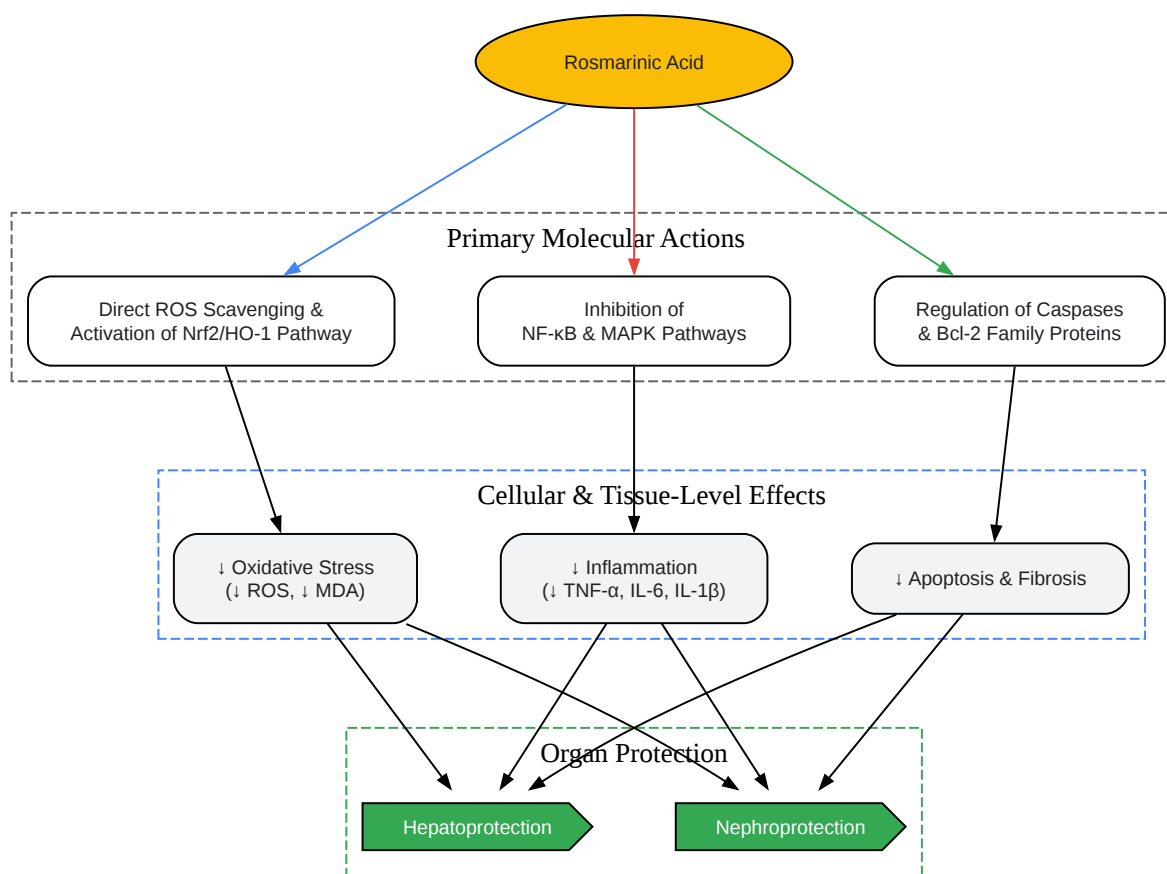 Rosmarinic Acid
Primary Molecular Actions
Direct ROS Scavenging &
Activation of Nrf2/HO-1 Pathway
Inhibition of
NF-κB & MAPK Pathways
Regulation of Caspases
& Bcl-2 Family Proteins
Cellular & Tissue-Level Effects
↓ Oxidative Stress
(↓ ROS, ↓ MDA)
↓ Inflammation
(↓ TNF-α, IL-6, IL-1β)
↓ Apoptosis & Fibrosis
Organ Protection
Hepatoprotection
Nephroprotection